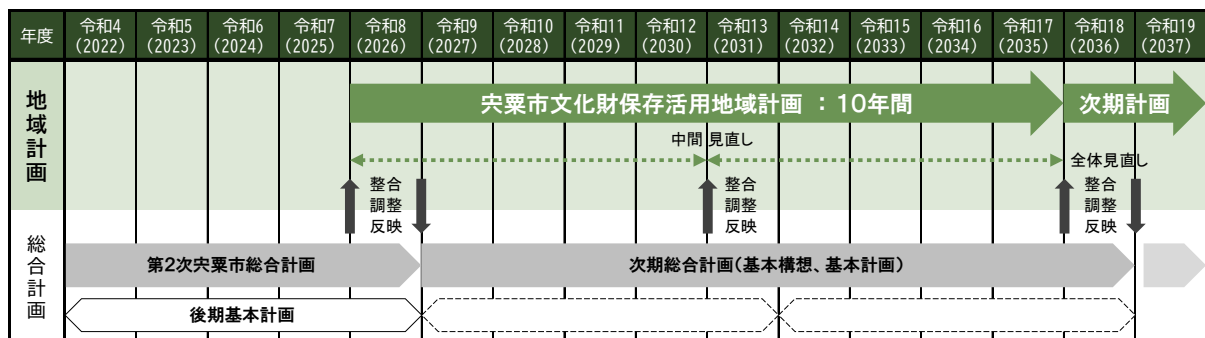 年度
令和4
(2022)
令和5
(2023)
令和6
(2024)
令和7
(2025)
令和8
(2026)
令和9
(2027)
令和10
(2028)
令和11
(2029)
令和12
(2030)
令和13
(2031)
令和14
(2032)
令和15
(2033)
令和16
(2034)
令和17
(2035)
令和18
(2036)
令和19
(2037)
地域計画
宍粟市文化財保存活用地域計画 : 10年間
次期計画
中間見直し
全体見直し
整合
調整
反映
整合
調整
反映
整合
調整
反映
総合計画
第2次宍粟市総合計画
次期総合計画(基本構想、基本計画)
後期基本計画